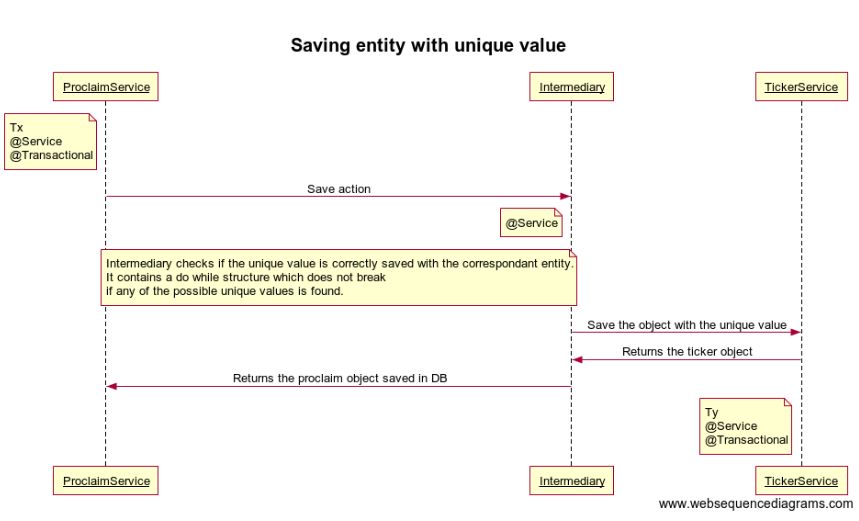 Saving entity with unique value
ProclaimService
Intermediary
TickerService
Tx
@Service
@Transactional
Save action
@Service
Intermediary checks if the unique value is correctly saved with the correspondant entity.
It contains a do while structure which does not break
if any of the possible unique values is found.
Save the object with the unique value
Returns the ticker object
Returns the proclaim object saved in DB
Ty
@Service
@Transactional
ProclaimService
Intermediary
TickerService
www.websequencediagrams.com